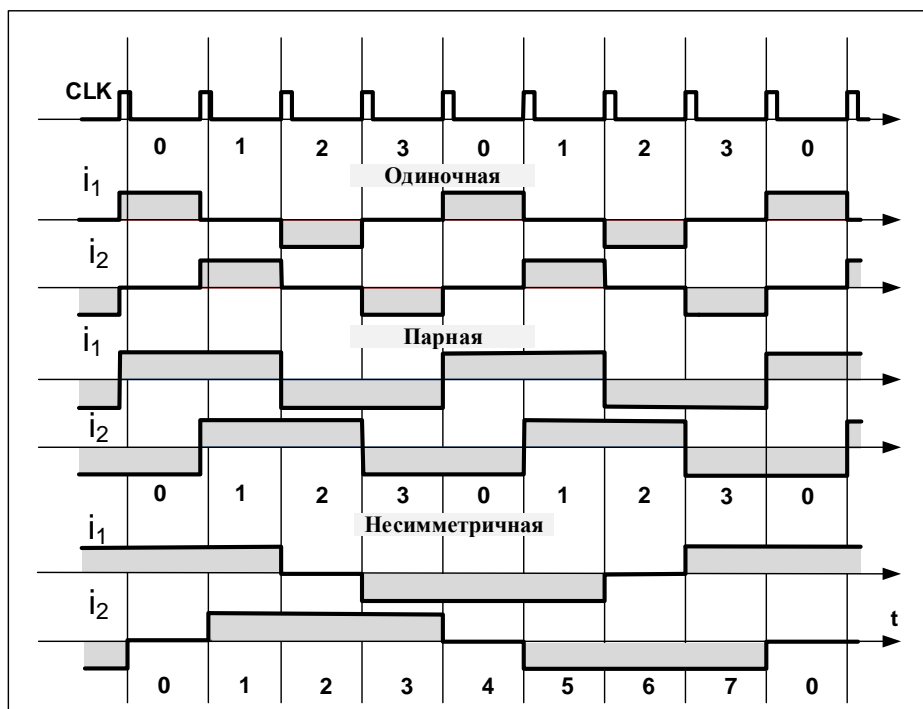 CLK
0 1 2 3 0 1 2 3 0
Одиночная
i1
i2
Парная
i1
i2
0 1 2 3 0 1 2 3 0
Несимметричная
i1
i2
t
0 1 2 3 4 5 6 7 0